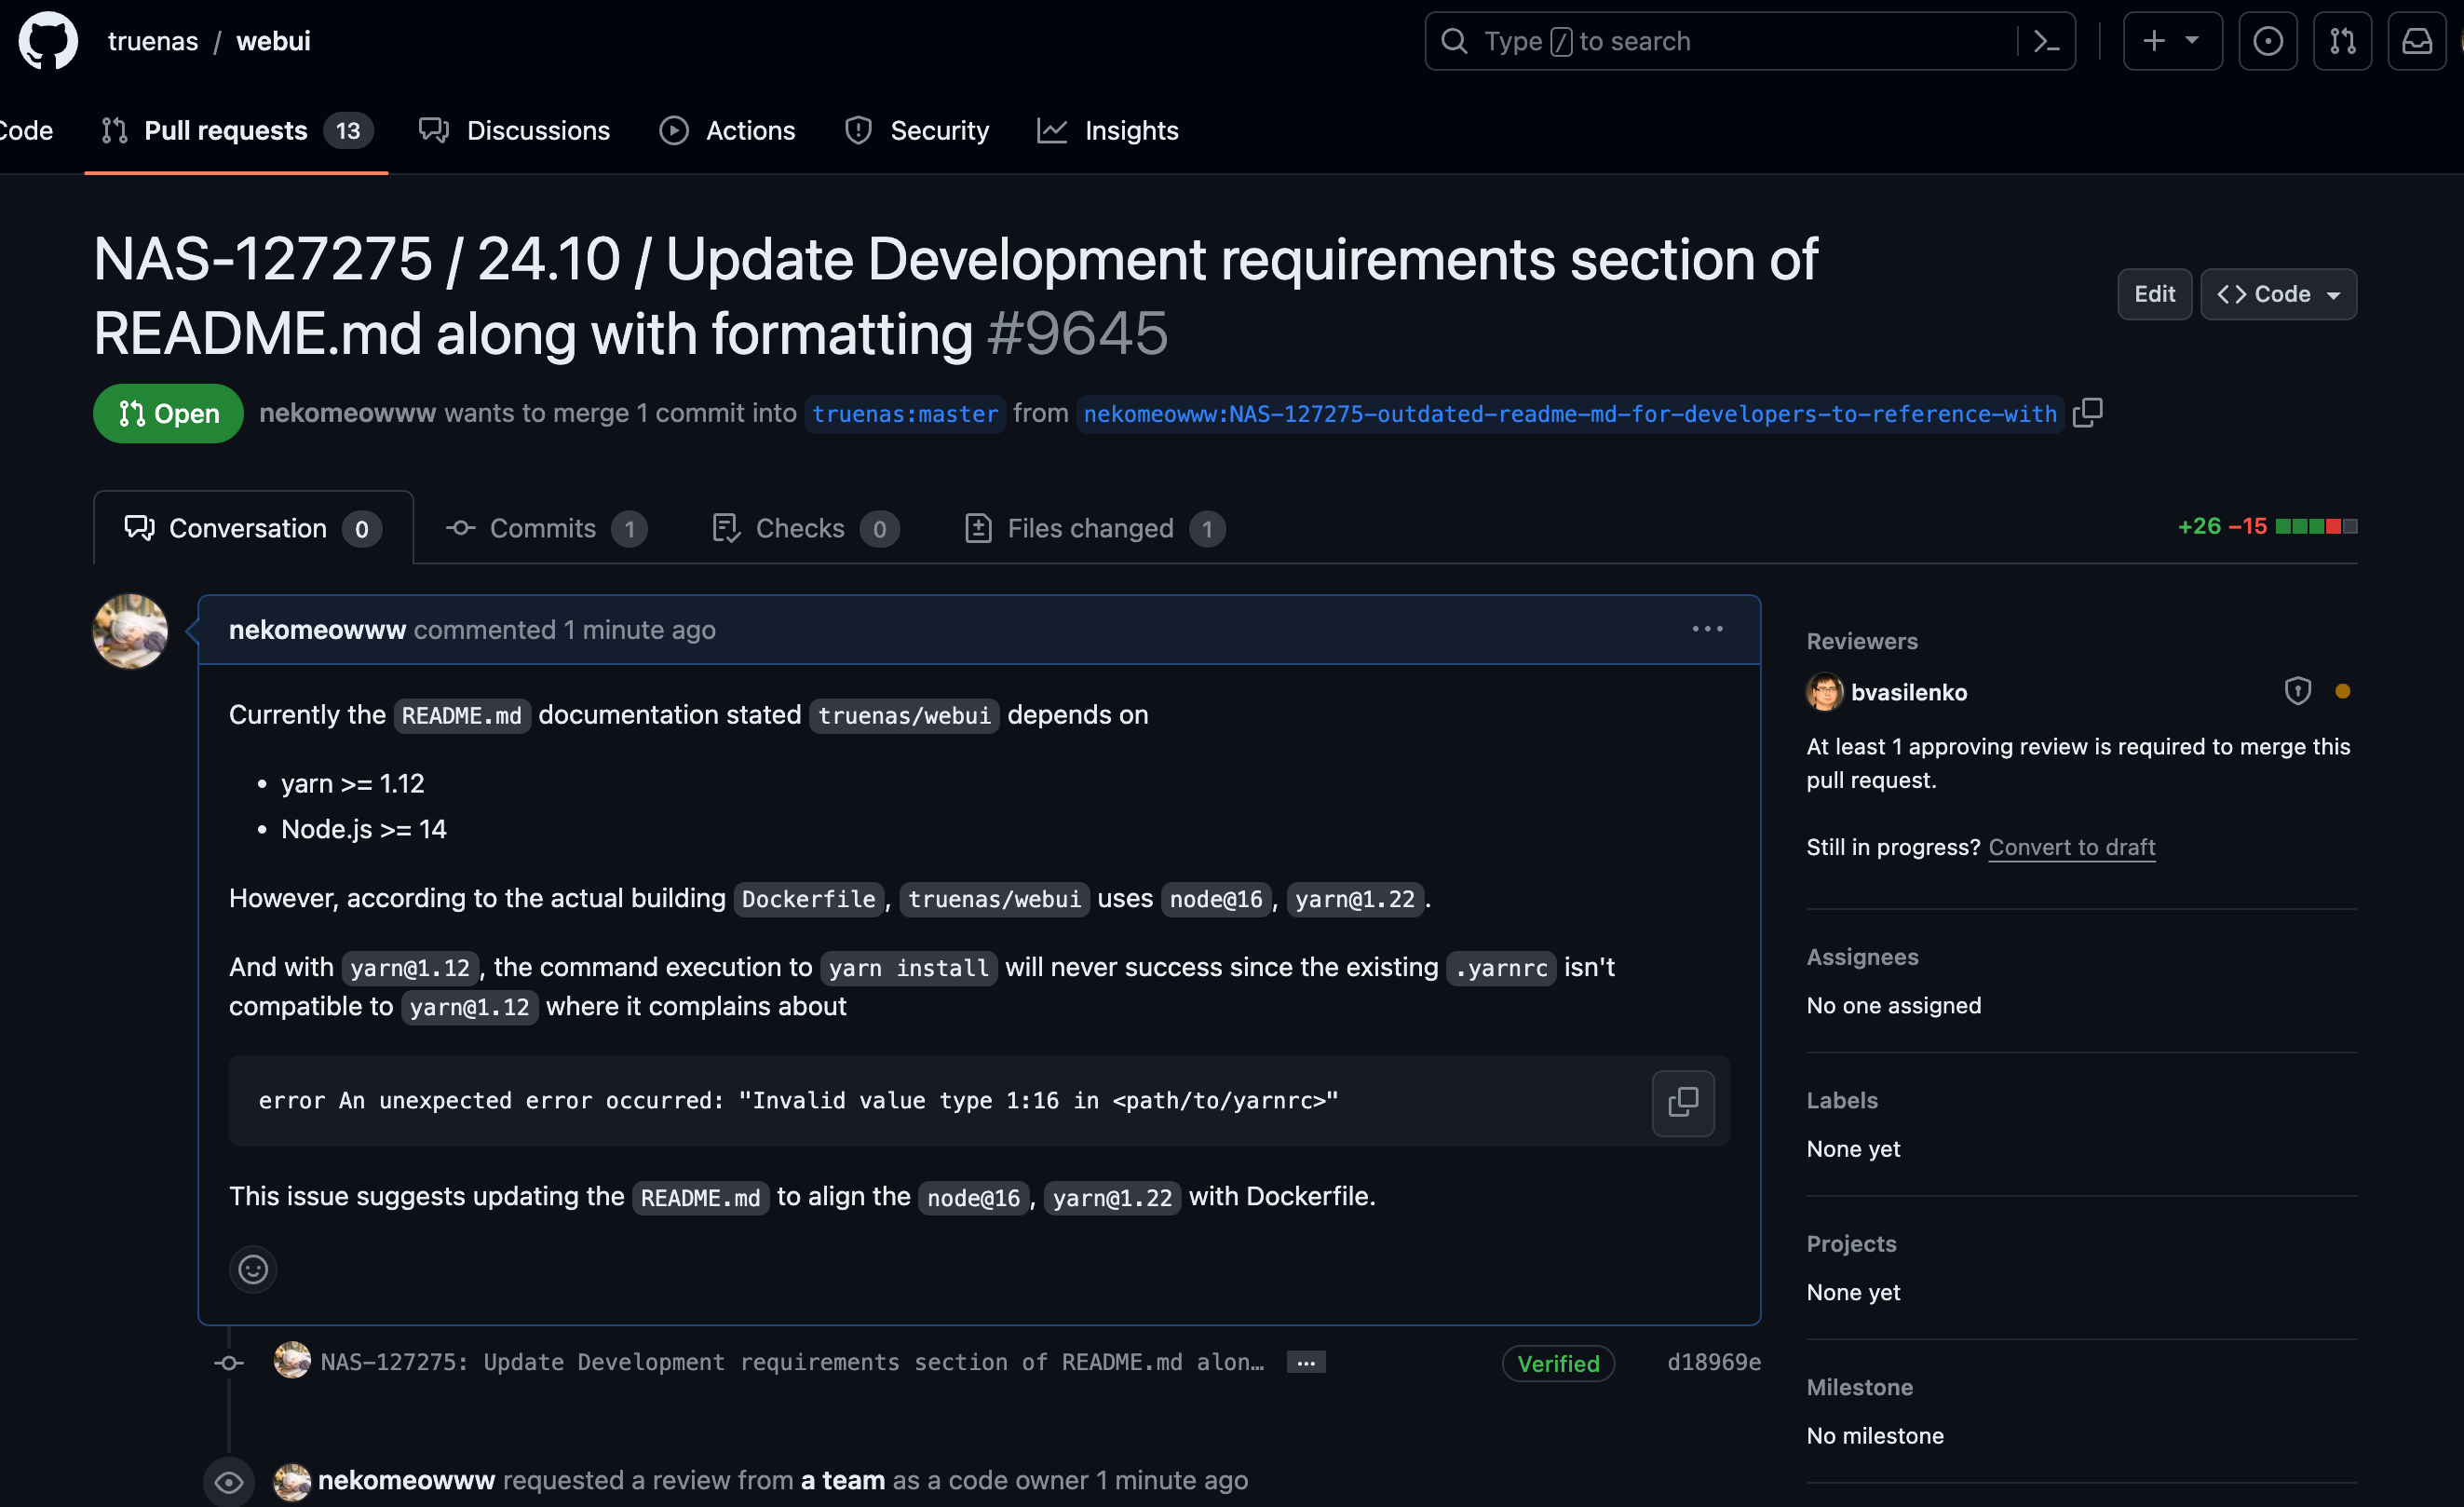 truenas / webui
Type / to search
Code
Pull requests 13
Discussions
Actions
Security
Insights
NAS-127275 / 24.10 / Update Development requirements section of
README.md along with formatting #9645
Edit
Code
Open
nekomeowww wants to merge 1 commit into truenas:master from nekomeowww:NAS-127275-outdated-readme-md-for-developers-to-reference-with
Conversation 0
Commits 1
Checks 0
Files changed 1
+26 −15
nekomeowww commented 1 minute ago
Currently the README.md documentation stated truenas/webui depends on
• yarn >= 1.12
• Node.js >= 14
However, according to the actual building Dockerfile, truenas/webui uses node@16, yarn@1.22.
And with yarn@1.12, the command execution to yarn install will never success since the existing .yarnrc isn't
compatible to yarn@1.12 where it complains about
error An unexpected error occurred: "Invalid value type 1:16 in <path/to/yarnrc>"
This issue suggests updating the README.md to align the node@16, yarn@1.22 with Dockerfile.
NAS-127275: Update Development requirements section of README.md alon…
Verified
d18969e
nekomeowww requested a review from a team as a code owner 1 minute ago
Reviewers
bvasilenko
At least 1 approving review is required to merge this
pull request.
Still in progress? Convert to draft
Assignees
No one assigned
Labels
None yet
Projects
None yet
Milestone
No milestone